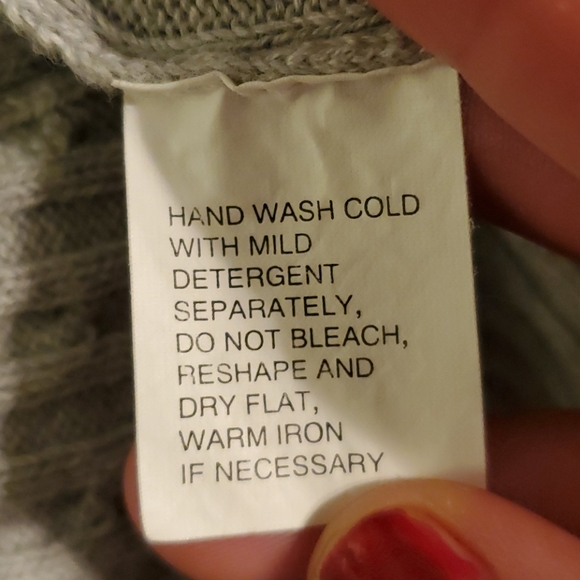 HAND WASH COLD
WITH MILD
DETERGENT
SEPARATELY,
DO NOT BLEACH,
RESHAPE AND
DRY FLAT,
WARM IRON
IF NECESSARY